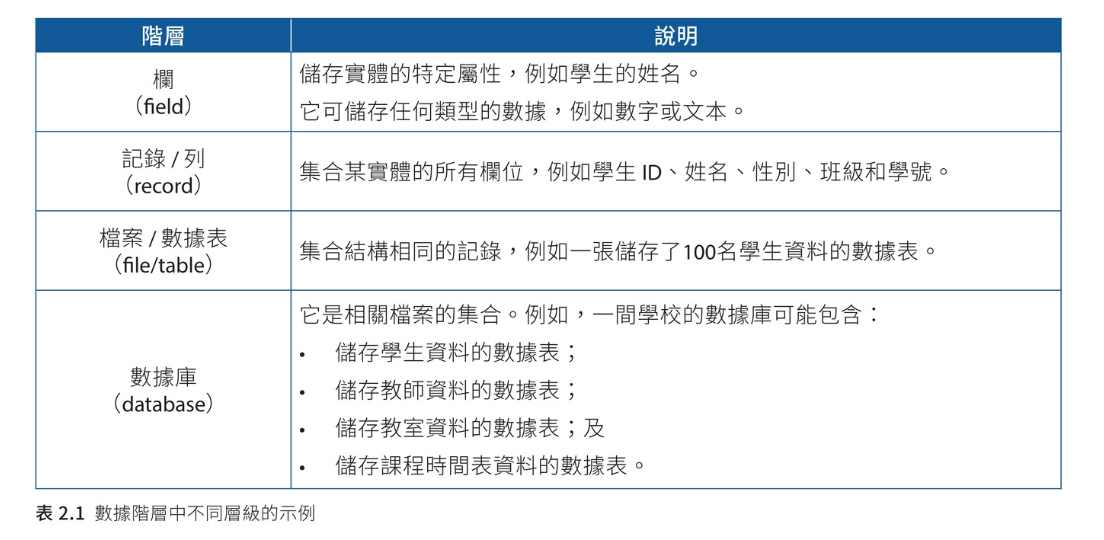 階層
說明
欄
（field）
儲存實體的特定屬性，例如學生的姓名。
它可儲存任何類型的數據，例如數字或文本。
記錄 / 列
（record）
集合某實體的所有欄位，例如學生 ID、姓名、性別、班級和學號。
檔案 / 數據表
（file/table）
集合結構相同的記錄，例如一張儲存了100名學生資料的數據表。
數據庫
（database）
它是相關檔案的集合。例如，一間學校的數據庫可能包含：
• 儲存學生資料的數據表；
• 儲存教師資料的數據表；
• 儲存教室資料的數據表；及
• 儲存課程時間表資料的數據表。
表 2.1 數據階層中不同層級的示例